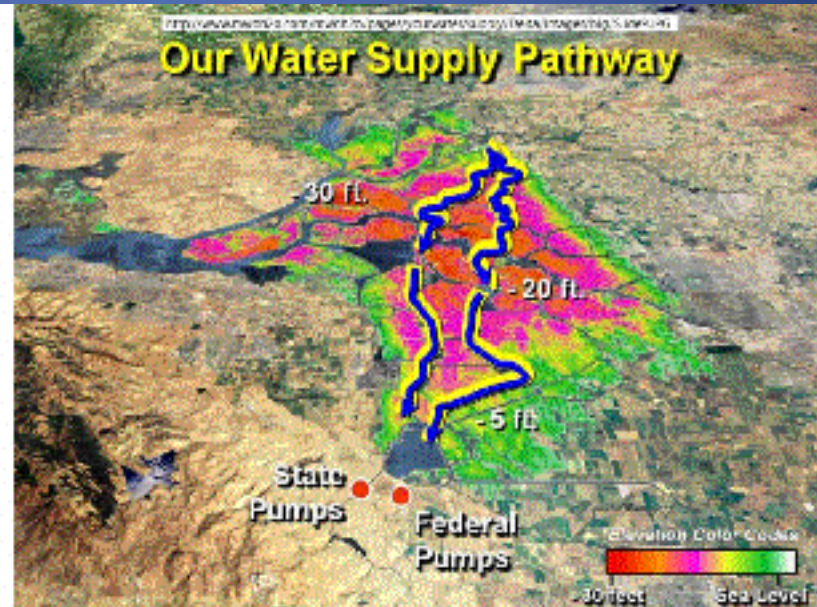 Our Water Supply Pathway
- 30 ft.
- 20 ft.
- 5 ft.
State
Pumps
Federal
Pumps
Elevation Color Codes
-30 feet
Sea Level